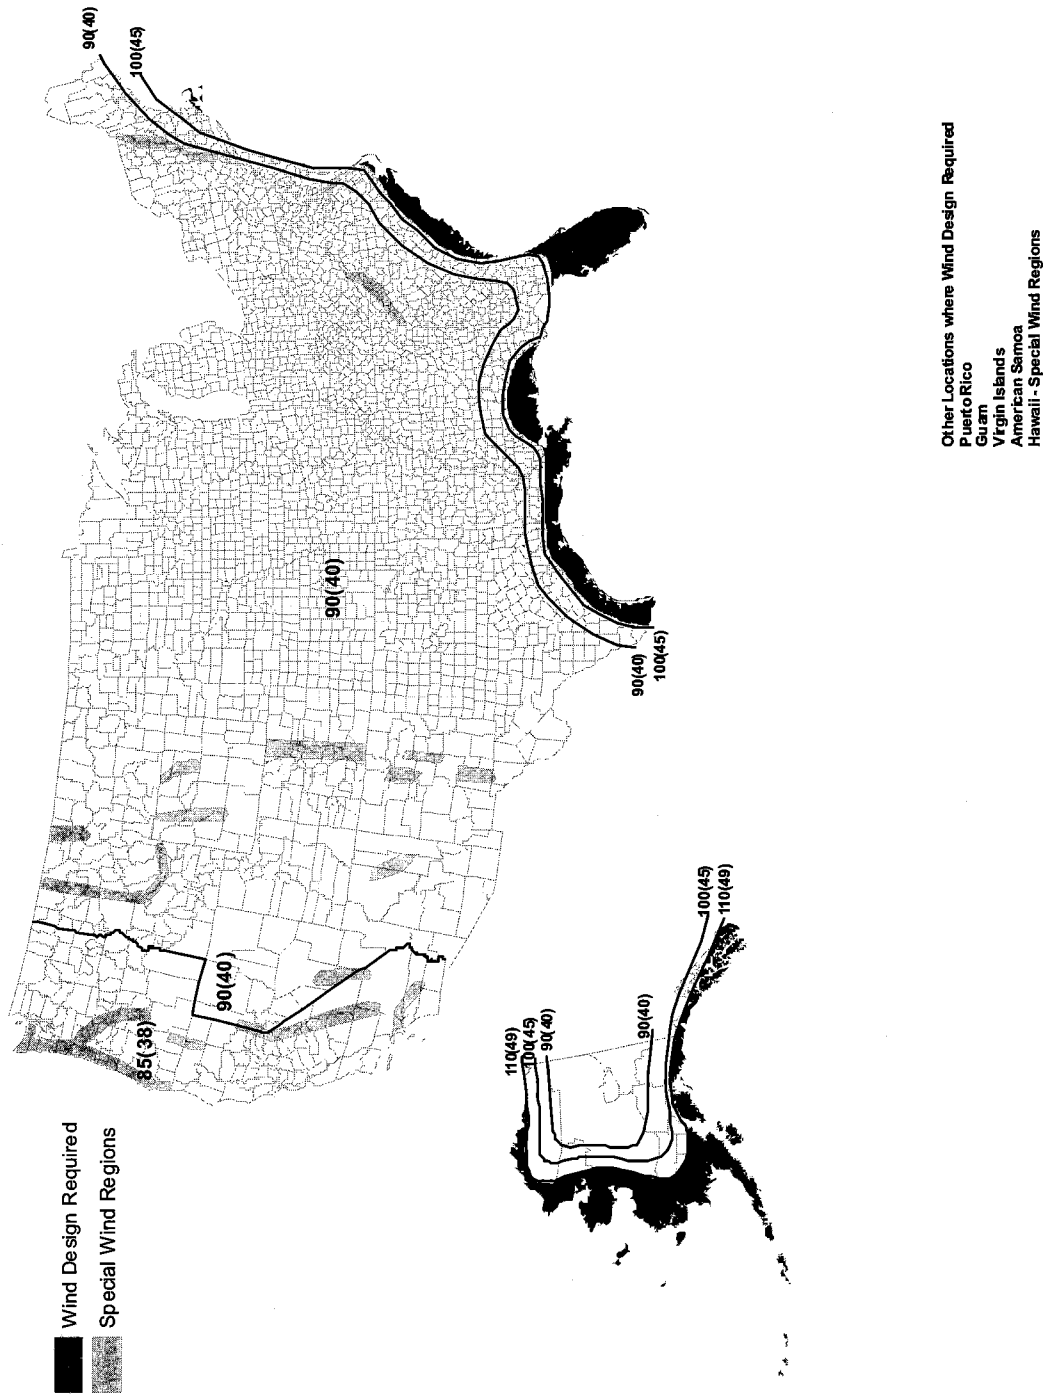 Wind Design Required
Special Wind Regions
85(38)
90(40)
90(40)
90(40)
100(45)
90(40)
100(45)
110(49)
100(45)
90(40)
90(40)
100(45)
110(49)
Other Locations where Wind Design Required
Puerto Rico
Guam
Virgin Islands
American Samoa
Hawaii - Special Wind Regions